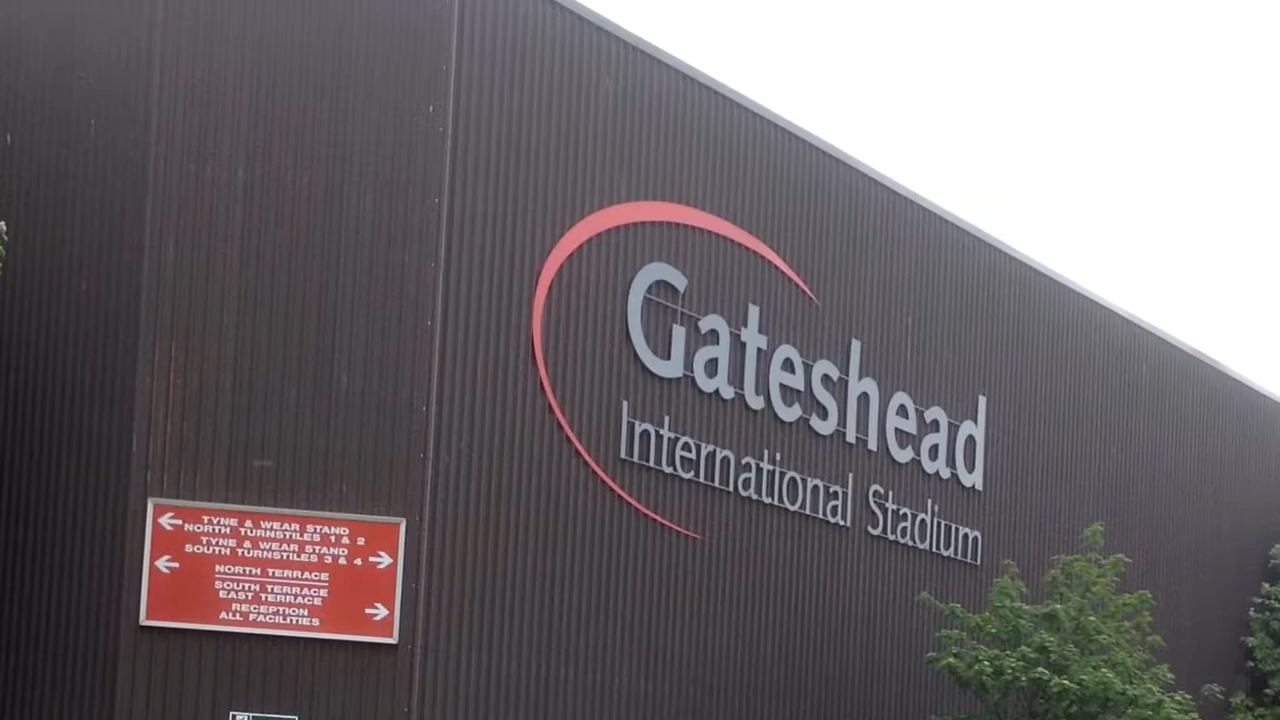 Gateshead
International Stadium
TYNE & WEAR STAND
NORTH TURNSTILES 1 & 2
TYNE & WEAR STAND
SOUTH TURNSTILES 3 & 4
NORTH TERRACE
SOUTH TERRACE
EAST TERRACE
RECEPTION
ALL FACILITIES